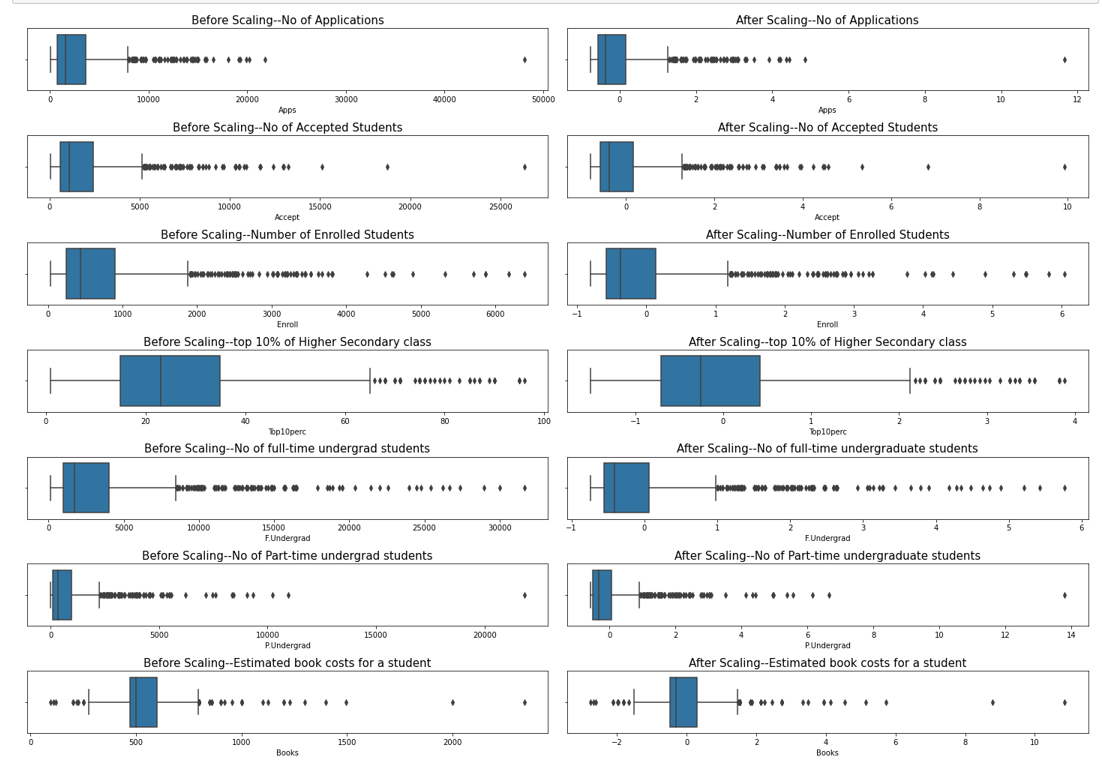 Before Scaling--No of Applications
After Scaling--No of Applications
0 10000 20000 30000 40000 50000
0 2 4 6 8 10 12
Apps
Apps
Before Scaling--No of Accepted Students
After Scaling--No of Accepted Students
0 5000 10000 15000 20000 25000
0 2 4 6 8 10
Accept
Accept
Before Scaling--Number of Enrolled Students
After Scaling--Number of Enrolled Students
0 1000 2000 3000 4000 5000 6000
−1 0 1 2 3 4 5 6
Enroll
Enroll
Before Scaling--top 10% of Higher Secondary class
After Scaling--top 10% of Higher Secondary class
0 20 40 60 80 100
−1 0 1 2 3 4
Top10perc
Top10perc
Before Scaling--No of full-time undergrad students
After Scaling--No of full-time undergraduate students
0 5000 10000 15000 20000 25000 30000
−1 0 1 2 3 4 5 6
F.Undergrad
F.Undergrad
Before Scaling--No of Part-time undergrad students
After Scaling--No of Part-time undergraduate students
0 5000 10000 15000 20000
0 2 4 6 8 10 12 14
P.Undergrad
P.Undergrad
Before Scaling--Estimated book costs for a student
After Scaling--Estimated book costs for a student
0 500 1000 1500 2000
−2 0 2 4 6 8 10
Books
Books